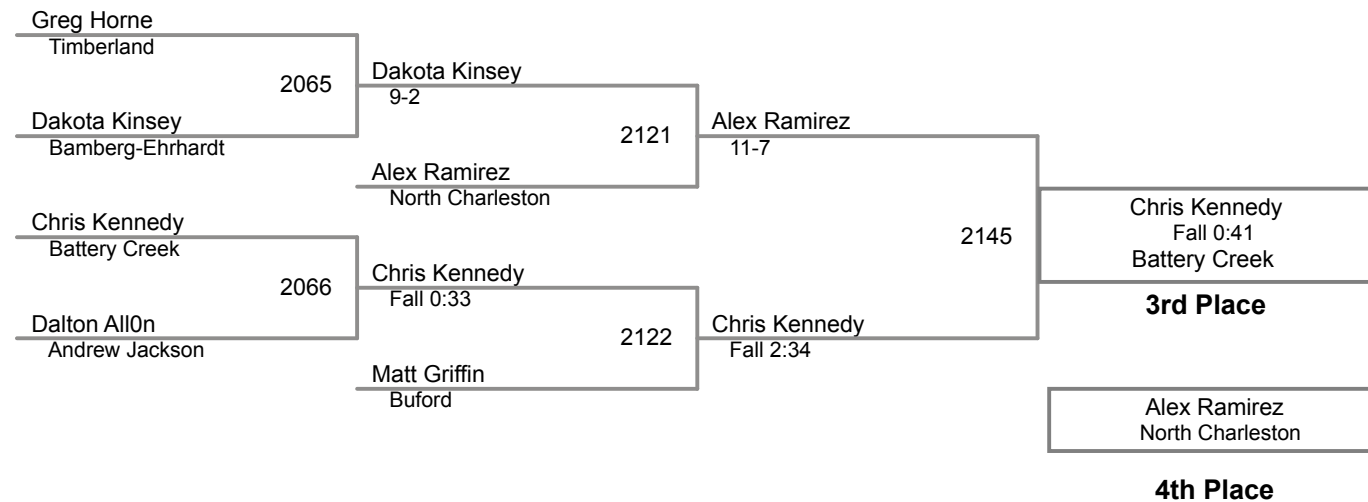 Greg Horne
Timberland
2065
Dakota Kinsey
Bamberg-Ehrhardt
Chris Kennedy
Battery Creek
2066
Dalton All0n
Andrew Jackson
Dakota Kinsey
9-2
2121
Alex Ramirez
North Charleston
Chris Kennedy
Fall 0:33
2122
Matt Griffin
Buford
Alex Ramirez
11-7
2145
Chris Kennedy
Fall 2:34
Chris Kennedy
Fall 0:41
Battery Creek
3rd Place
Alex Ramirez
North Charleston
4th Place